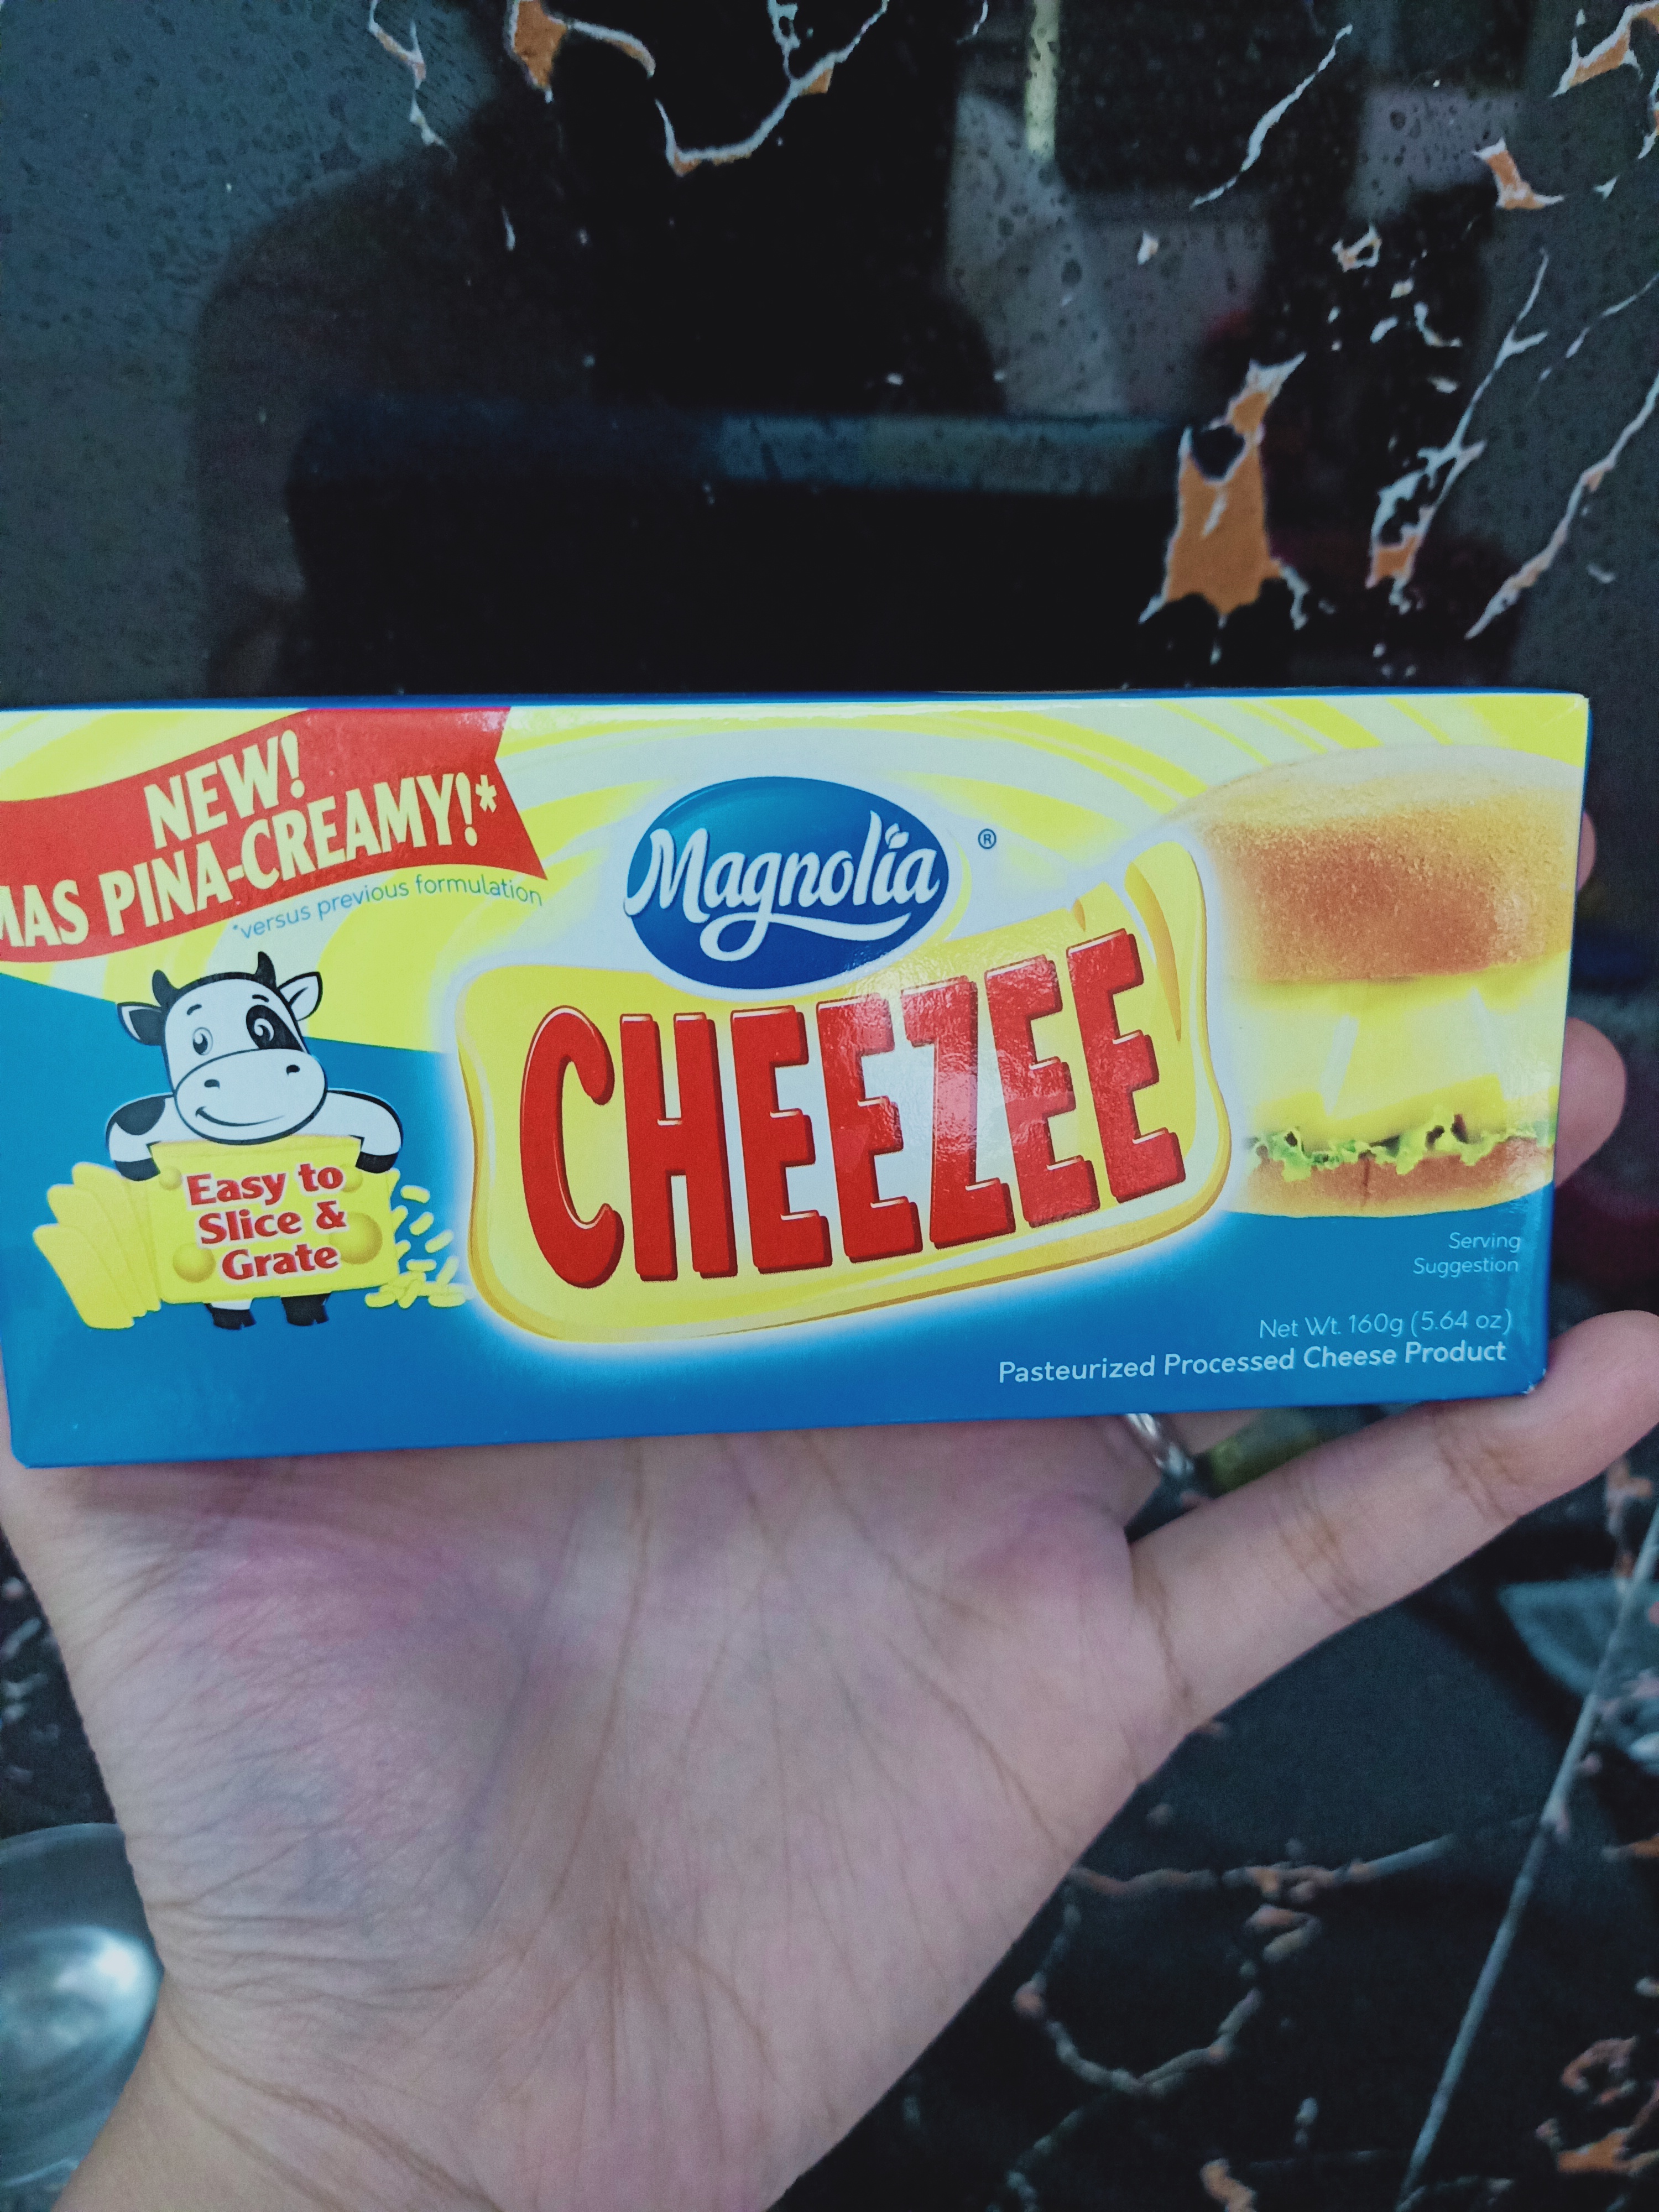 NEW!
MAS PINA-CREAMY!*
*versus previous formulation
Magnolia ®
CHEEZEE
Easy to
Slice &
Grate
Serving
Suggestion
Net Wt. 160g (5.64 oz)
Pasteurized Processed Cheese Product